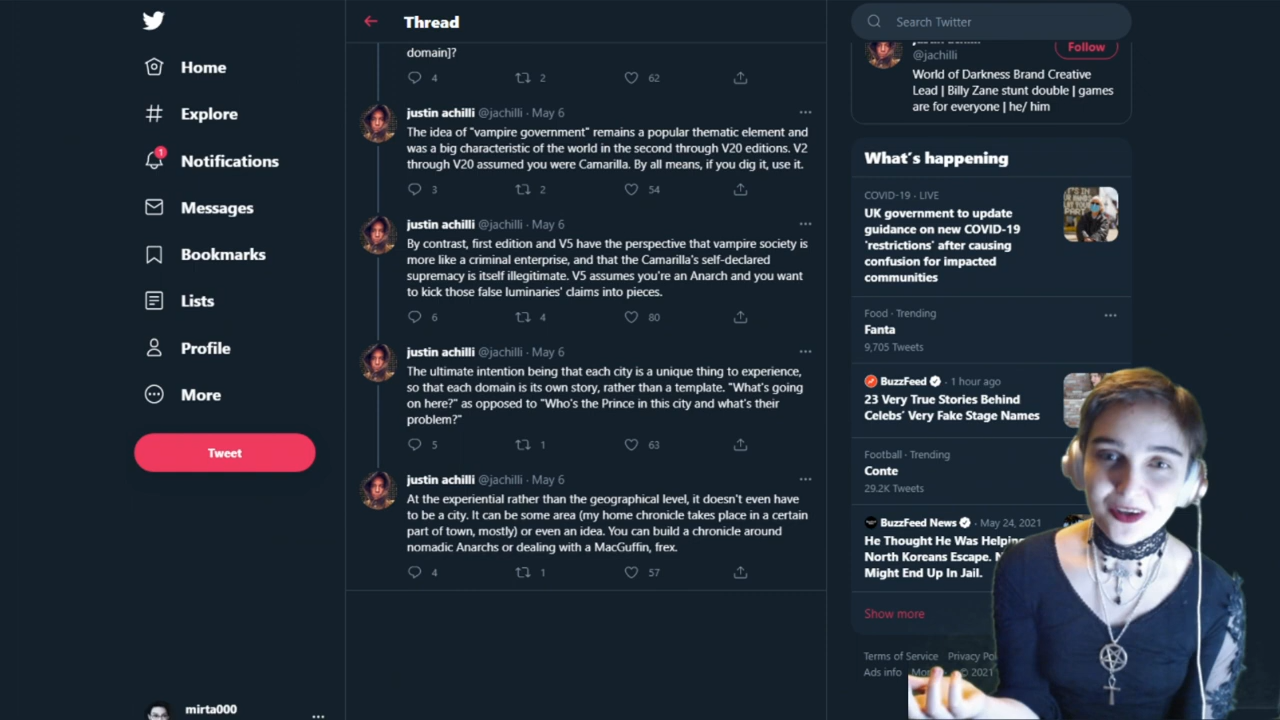 Home
Explore
1
Notifications
Messages
Bookmarks
Lists
Profile
More
Tweet
mirta000
Thread
domain]?
4 2 62
justin achilli @jachilli · May 6
The idea of "vampire government" remains a popular thematic element and
was a big characteristic of the world in the second through V20 editions. V2
through V20 assumed you were Camarilla. By all means, if you dig it, use it.
3 2 54
justin achilli @jachilli · May 6
By contrast, first edition and V5 have the perspective that vampire society is
more like a criminal enterprise, and that the Camarilla's self-declared
supremacy is itself illegitimate. V5 assumes you're an Anarch and you want
to kick those false luminaries' claims into pieces.
6 4 80
justin achilli @jachilli · May 6
The ultimate intention being that each city is a unique thing to experience,
so that each domain is its own story, rather than a template. "What's going
on here?" as opposed to "Who's the Prince in this city and what's their
problem?"
5 1 63
justin achilli @jachilli · May 6
At the experiential rather than the geographical level, it doesn't even have
to be a city. It can be some area (my home chronicle takes place in a certain
part of town, mostly) or even an idea. You can build a chronicle around
nomadic Anarchs or dealing with a MacGuffin, frex.
4 1 57
Search Twitter
justin achilli
@jachilli
Follow
World of Darkness Brand Creative
Lead | Billy Zane stunt double | games
are for everyone | he/ him
What's happening
COVID-19 · LIVE
UK government to update
guidance on new COVID-19
'restrictions' after causing
confusion for impacted
communities
Food · Trending
Fanta
9,705 Tweets
BuzzFeed · 1 hour ago
23 Very True Stories Behind
Celebs' Very Fake Stage Names
Football · Trending
Conte
29.2K Tweets
BuzzFeed News · May 24, 2021
He Thought He Was Helping
North Koreans Escape.
Might End Up In Jail.
Show more
Terms of Service Privacy
Ads info 2021